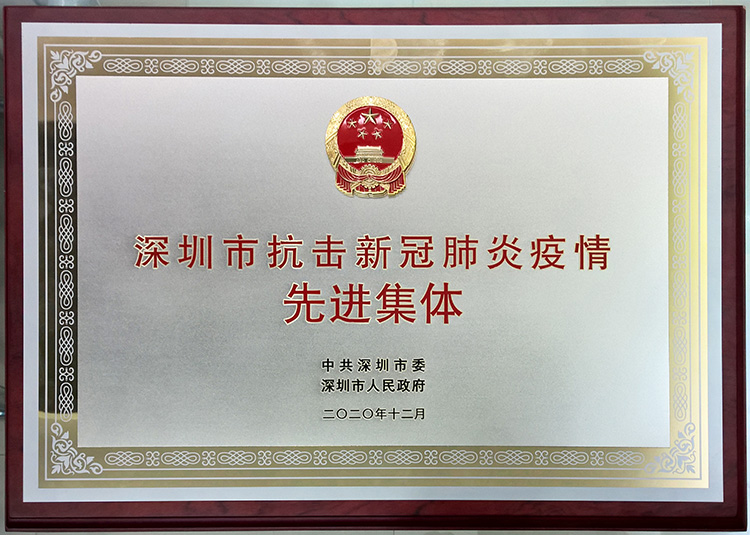 深圳市抗击新冠肺炎疫情
先进集体
中共深圳市委
深圳市人民政府
二〇二〇年十二月